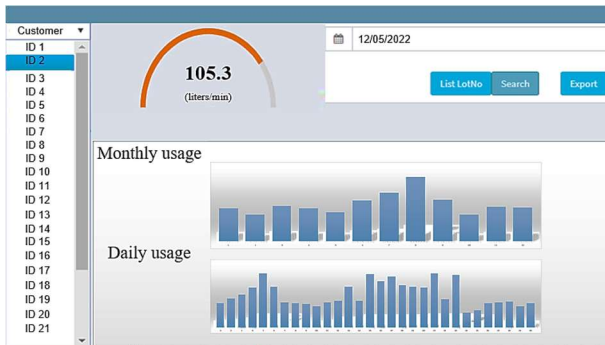 Customer
ID 1
ID 2
ID 3
ID 4
ID 5
ID 6
ID 7
ID 8
ID 9
ID 10
ID 11
ID 12
ID 13
ID 14
ID 15
ID 16
ID 17
ID 18
ID 19
ID 20
ID 21
105.3
(liters/min)
12/05/2022
List LotNo
Search
Export
Monthly usage
Daily usage